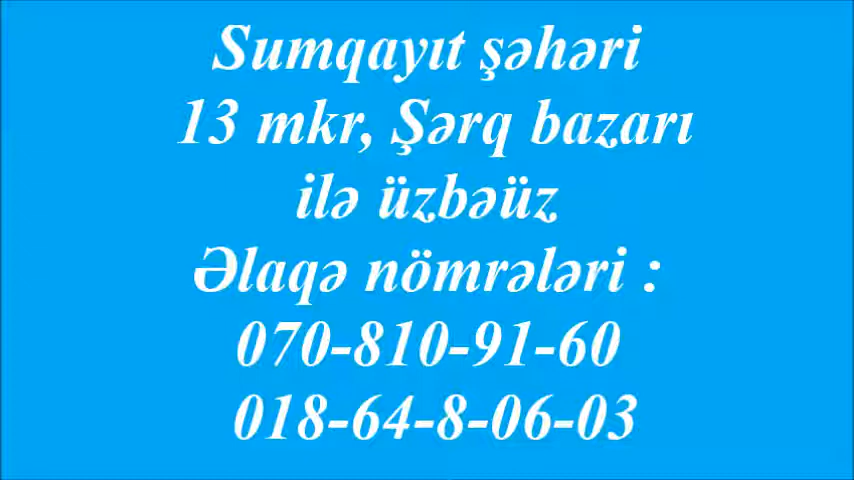 Sumqayıt şəhəri
13 mkr, Şərq bazarı
ilə üzbəüz
Əlaqə nömrələri :
070-810-91-60
018-64-8-06-03